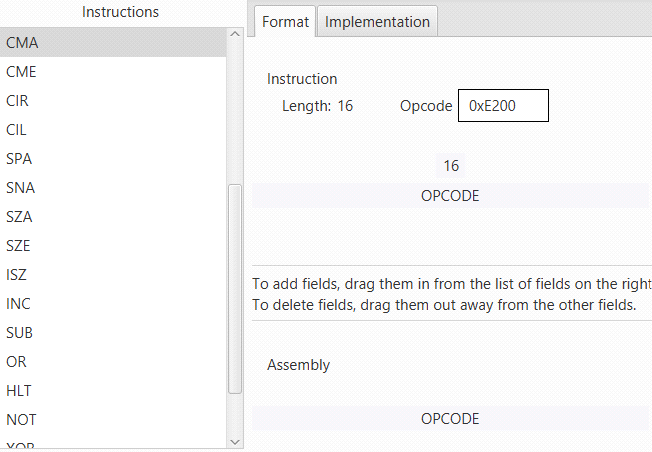 Instructions
CMA
CME
CIR
CIL
SPA
SNA
SZA
SZE
ISZ
INC
SUB
OR
HLT
NOT
XOR
Format Implementation
Instruction
Length: 16 Opcode 0xE200
16
OPCODE
To add fields, drag them in from the list of fields on the right
To delete fields, drag them out away from the other fields.
Assembly
OPCODE